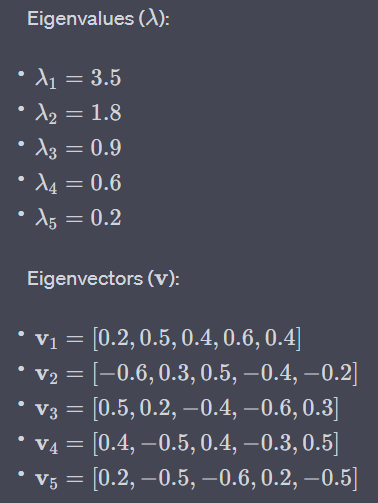 Eigenvalues (λ):
• λ₁ = 3.5
• λ₂ = 1.8
• λ₃ = 0.9
• λ₄ = 0.6
• λ₅ = 0.2
Eigenvectors (v):
• v₁ = [0.2, 0.5, 0.4, 0.6, 0.4]
• v₂ = [−0.6, 0.3, 0.5, −0.4, −0.2]
• v₃ = [0.5, 0.2, −0.4, −0.6, 0.3]
• v₄ = [0.4, −0.5, 0.4, −0.3, 0.5]
• v₅ = [0.2, −0.5, −0.6, 0.2, −0.5]